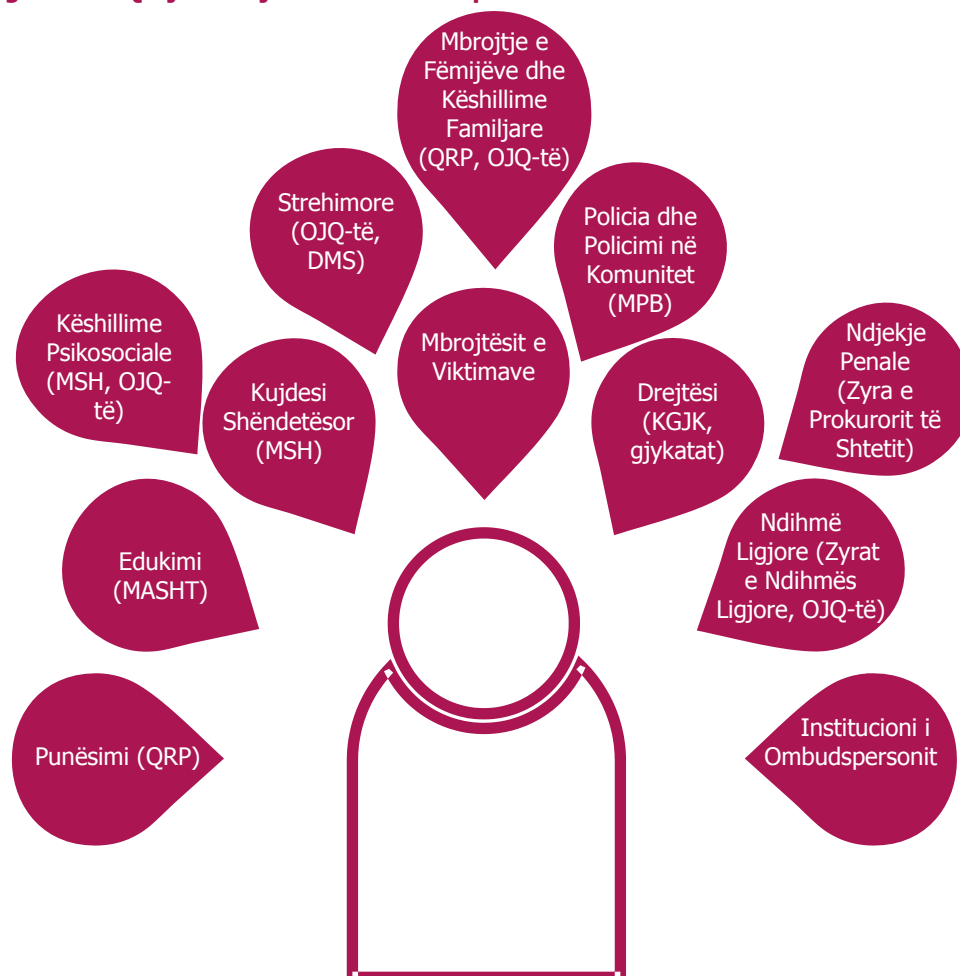 Mbrojtje e
Fëmijëve dhe
Këshillime
Familjare
(QRP, OJQ-të)
Strehimore
(OJQ-të,
DMS)
Policia dhe
Policimi në
Komunitet
(MPB)
Këshillime
Psikosociale
(MSH, OJQ-
të)
Kujdesi
Shëndetësor
(MSH)
Mbrojtësit e
Viktimave
Drejtësi
(KGJK,
gjykatat)
Ndjekje
Penale
(Zyra e
Prokurorit të
Shtetit)
Edukimi
(MASHT)
Ndihmë
Ligjore (Zyrat
e Ndihmës
Ligjore, OJQ-të)
Punësimi (QRP)
Institucioni i
Ombudspersonit